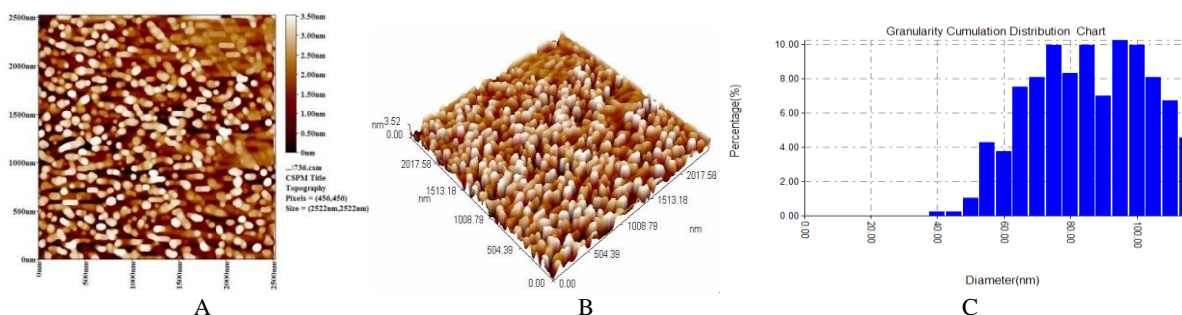 2500nm
2000nm
1500nm
1000nm
500nm
0nm
0nm
500nm
1000nm
1500nm
2000nm
2500nm
3.50nm
3.00nm
2.50nm
2.00nm
1.50nm
1.00nm
0.50nm
0nm
...\736.csm
CSPM Title
Topography
Pixels = (456,456)
Size = (2522nm,2522nm)
A
nm 3.52
0.00
2017.58
1513.18
nm
1008.79
504.39
0.00
0.00
504.39
1008.79
nm
1513.18
2017.58
B
Granularity Cumulation Distribution Chart
Percentage(%)
10.00
8.00
6.00
4.00
2.00
0.00
0.00
20.00
40.00
60.00
80.00
100.00
Diameter(nm)
C